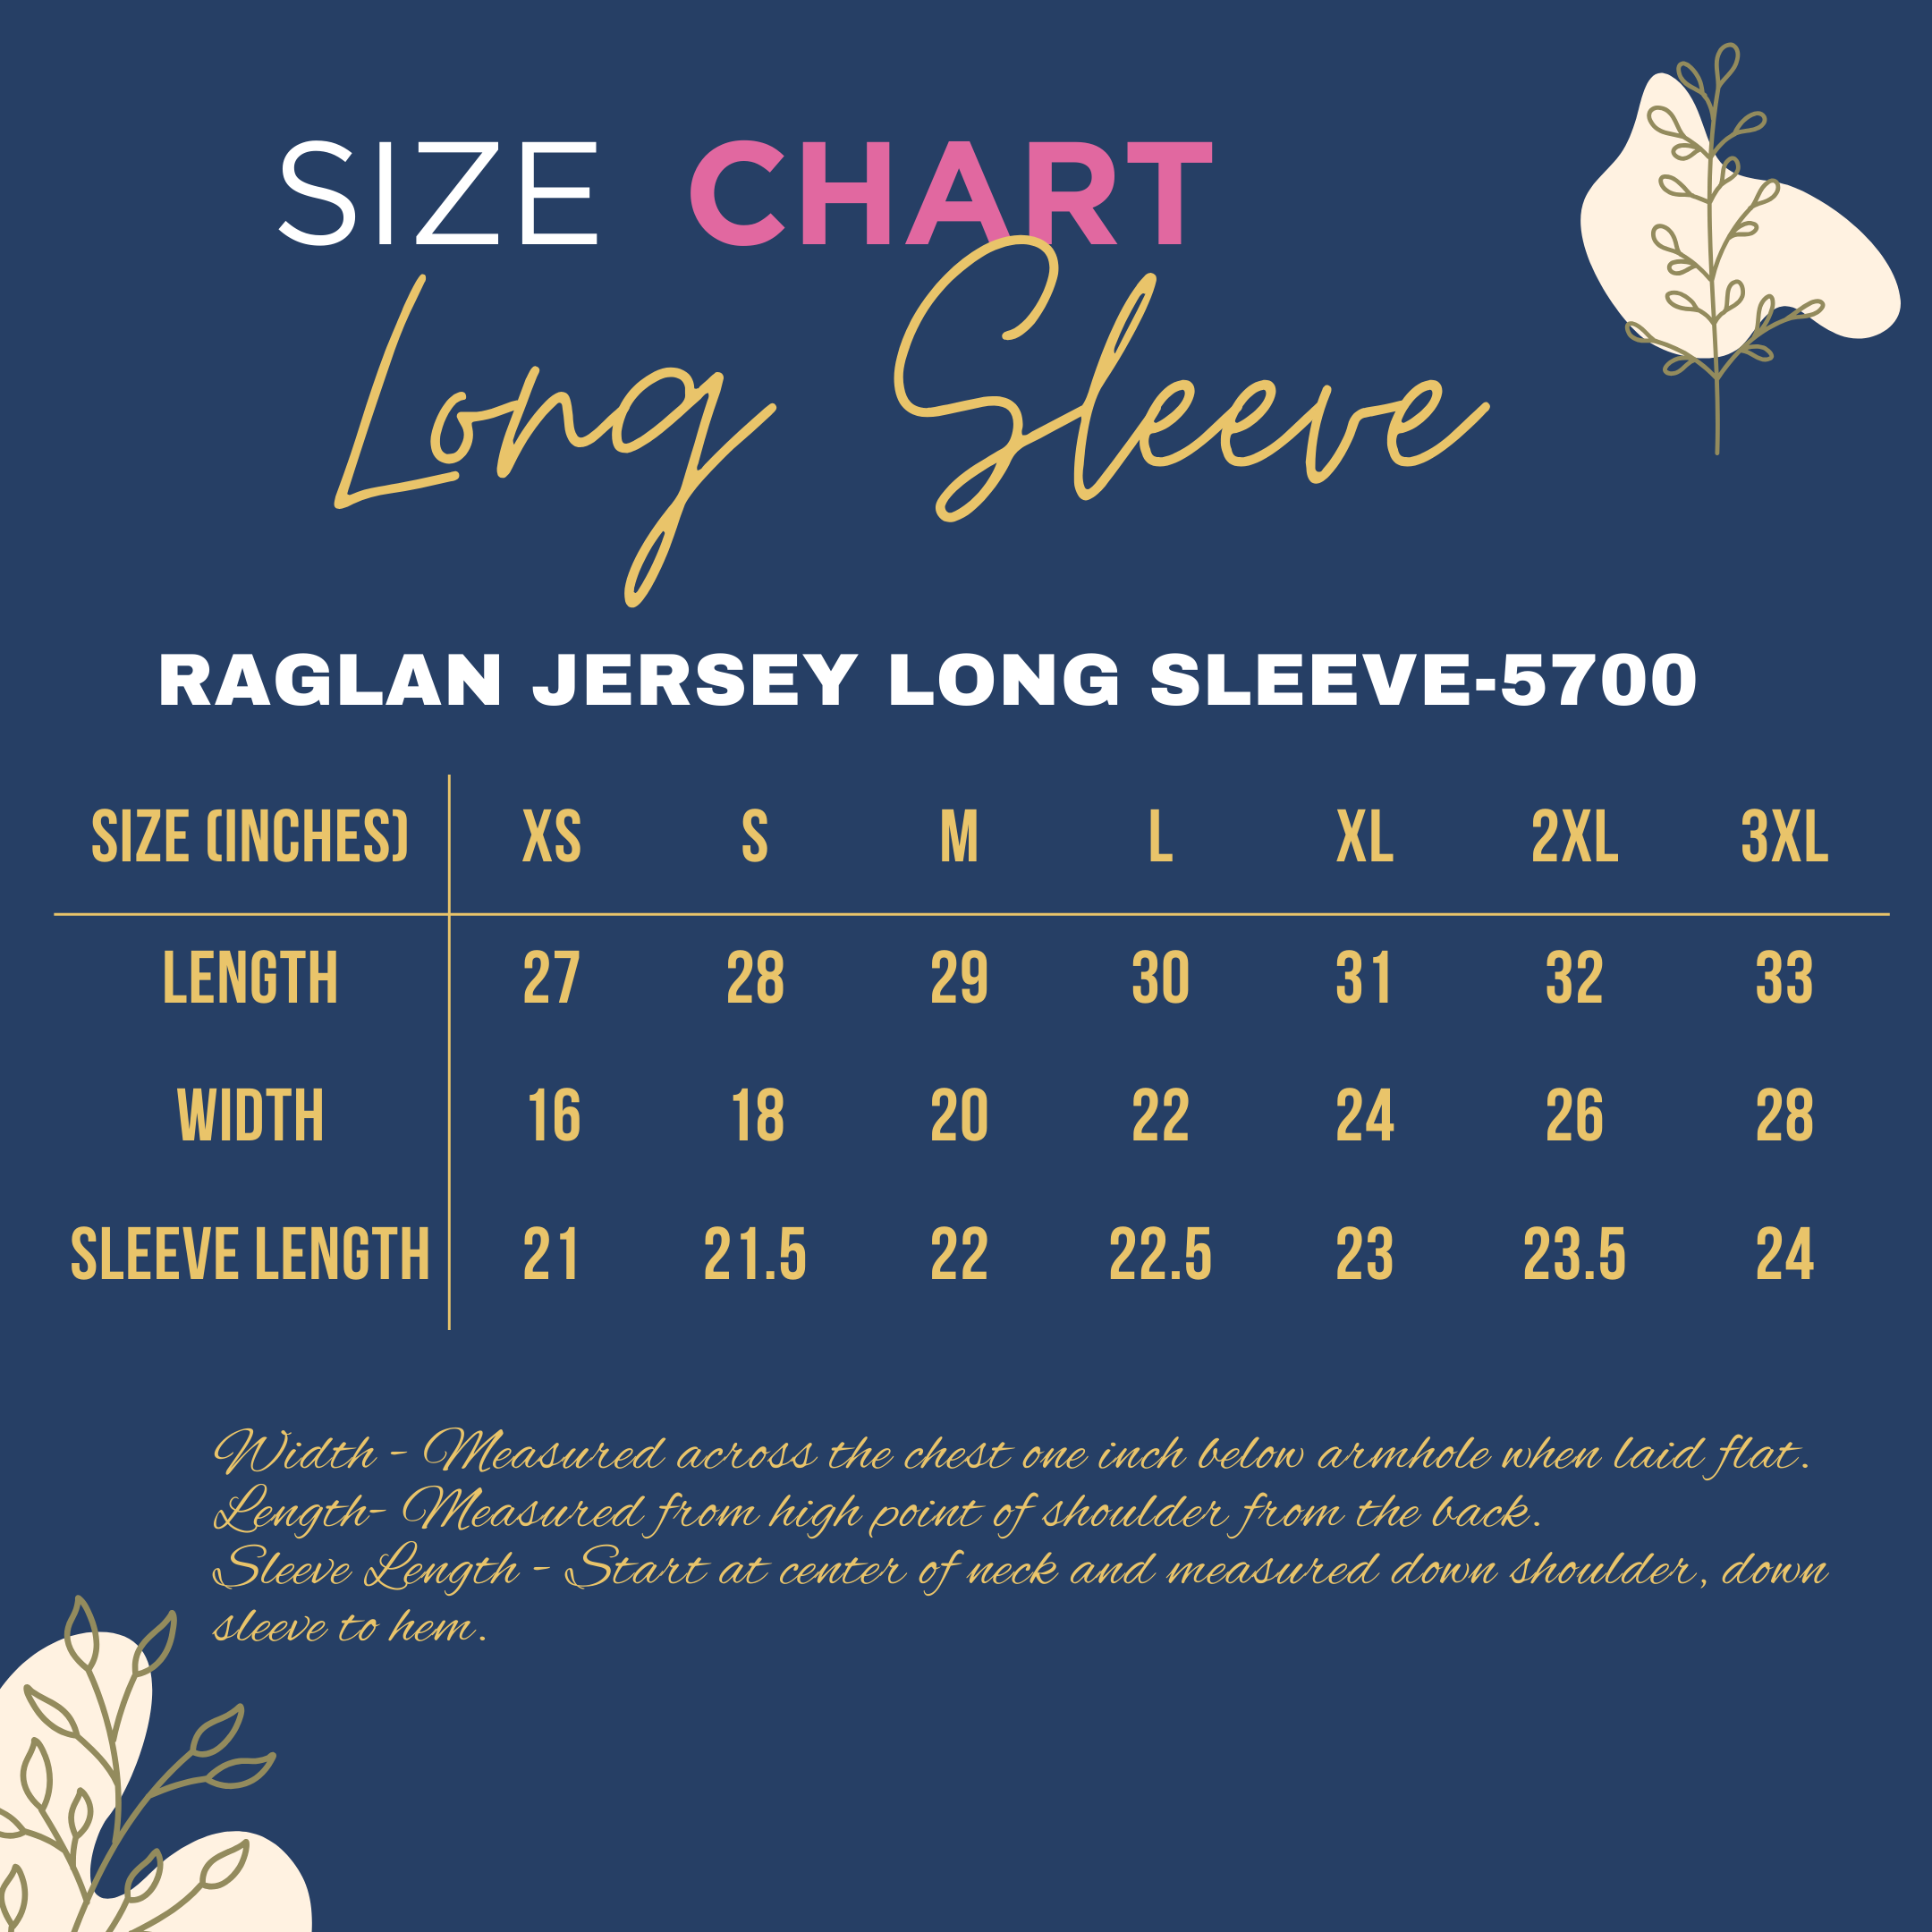 SIZE CHART
Long Sleeve
RAGLAN JERSEY LONG SLEEVE-5700
SIZE (INCHES) XS S M L XL 2XL 3XL
LENGTH 27 28 29 30 31 32 33
WIDTH 16 18 20 22 24 26 28
SLEEVE LENGTH 21 21.5 22 22.5 23 23.5 24
Width - Measured across the chest one inch below armhole when laid flat.
Length- Measured from high point of shoulder from the back.
Sleeve Length - Start at center of neck and measured down shoulder, down
sleeve to hem.